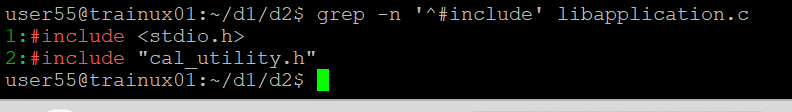 user55@trainux01:~/d1/d2$ grep -n '^#include' libapplication.c
1:#include <stdio.h>
2:#include "cal_utility.h"
user55@trainux01:~/d1/d2$